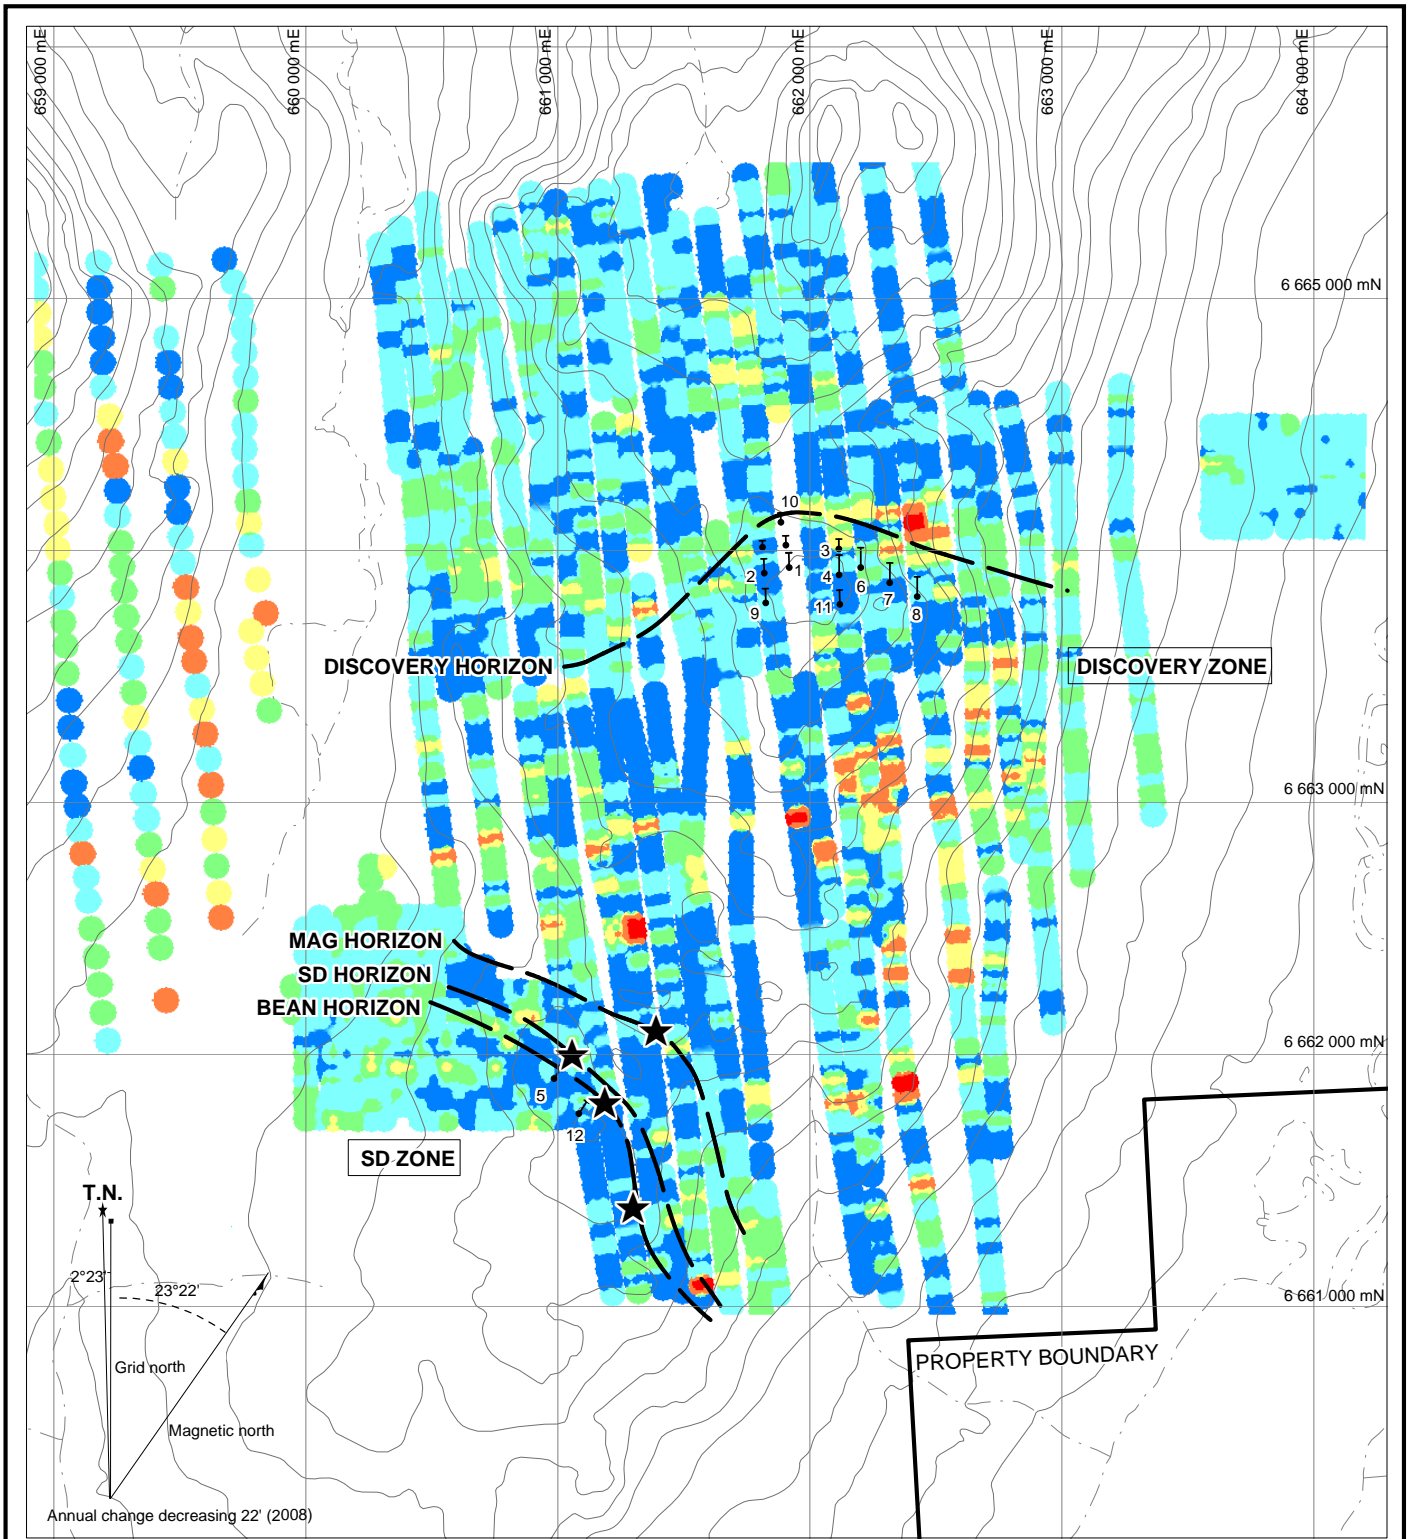 659 000 mE
660 000 mE
661 000 mE
662 000 mE
663 000 mE
664 000 mE
6 665 000 mN
10
3
2
1
4
6
7
9
11
8
DISCOVERY HORIZON
DISCOVERY ZONE
6 663 000 mN
MAG HORIZON
SD HORIZON
BEAN HORIZON
6 662 000 mN
5
12
SD ZONE
T.N.
2°23'
23°22'
6 661 000 mN
PROPERTY BOUNDARY
Grid north
Magnetic north
Annual change decreasing 22' (2008)